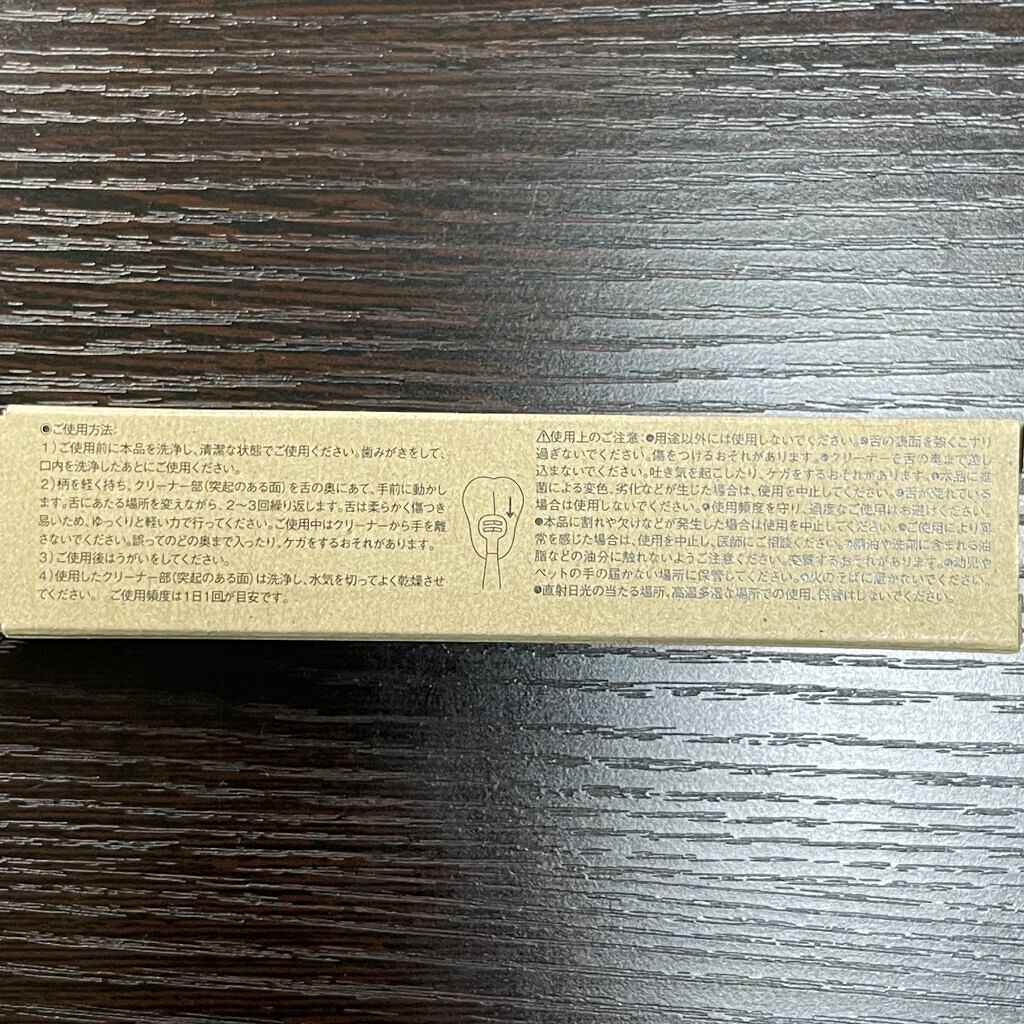 ●ご使用方法:
1)ご使用前に本品を洗浄し、清潔な状態でご使用ください。歯みがきをして、
口内を洗浄したあとにご使用ください。
2)柄を軽く持ち、クリーナー部(突起のある面)を舌の奥にあて、手前に動かし
ます。舌にあたる場所を変えながら、2〜3回繰り返します。舌は柔らかく傷つき
易いため、ゆっくりと軽い力で行ってください。ご使用中はクリーナーから手を離
さないでください。誤ってのどの奥まで入ったり、ケガをするおそれがあります。
3)ご使用後はうがいをしてください。
4)使用したクリーナー部(突起のある面)は洗浄し、水気を切ってよく乾燥させ
てください。 ご使用頻度は1日1回が目安です。
⚠使用上のご注意:●用途以外には使用しないでください。●舌の表面を強くこすり
過ぎないでください。傷をつけるおそれがあります。●クリーナーを舌の奥まで差し
込まないでください。吐き気を起こしたり、ケガをするおそれがあります。●本品に雑
菌による変色、劣化などが生じた場合は、使用を中止してください。●舌が荒れている
場合は使用しないでください。●使用頻度を守り、過度なご使用はお避けください。
●本品に割れや欠けなどが発生した場合は使用を中止してください。●ご使用により異
常を感じた場合は、使用を中止し、医師にご相談ください。●精油や洗剤に含まれる油
脂などの油分に触れないようご注意ください。変質するおそれがあります。●幼児や
ペットの手の届かない場所に保管してください。●火のそばに置かないでください。
●直射日光の当たる場所、高温多湿な場所での使用、保管はしないでください。